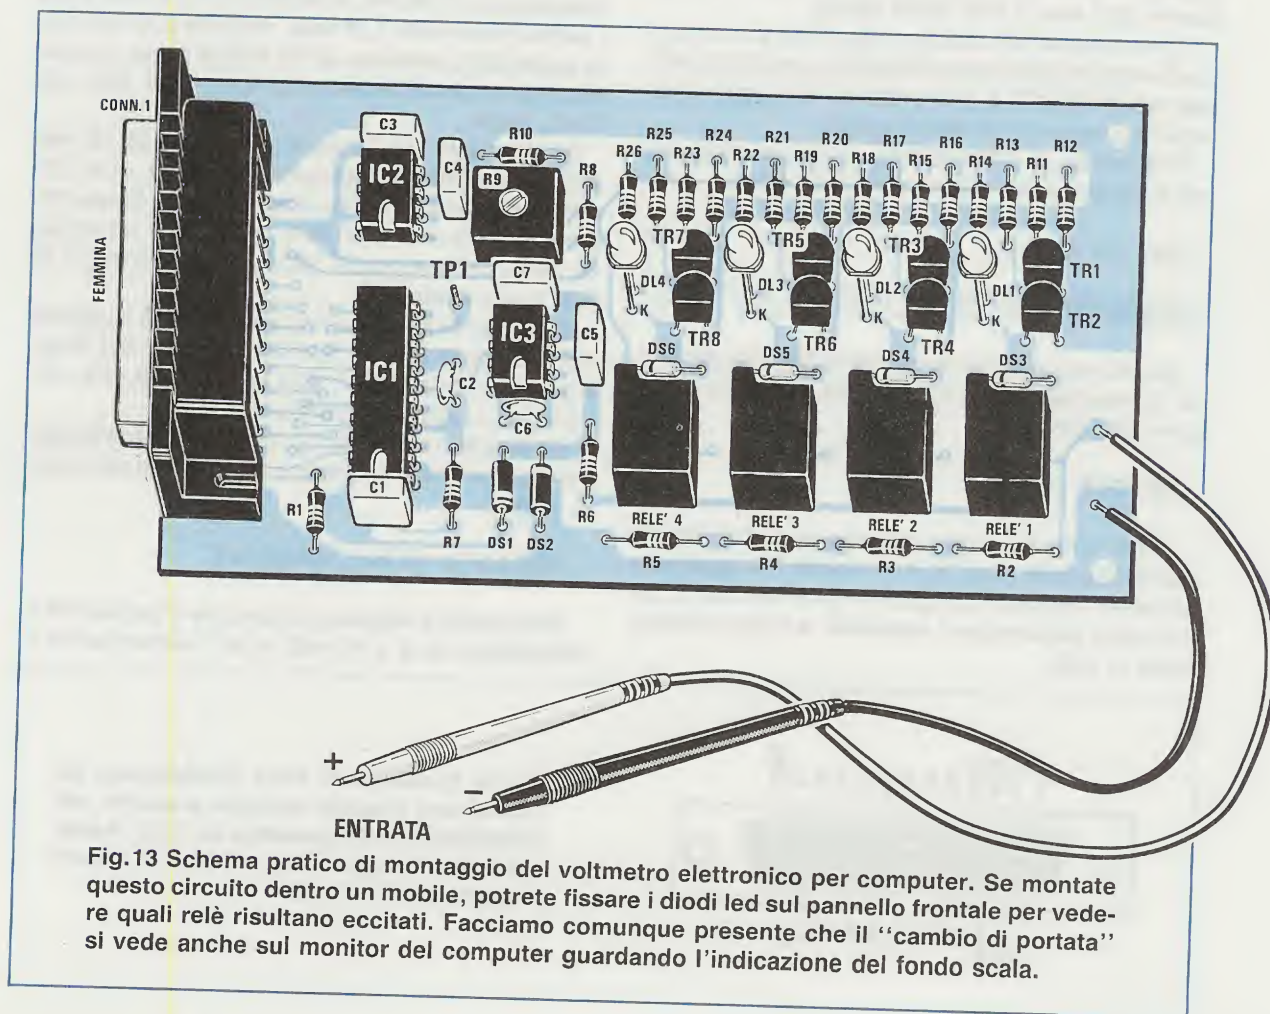 CONN.1
FEMMINA
C3
IC2
C4
R10
R9
R8
R26
R25
R23
R24
R22
R21
R19
R20
R18
R17
R15
R16
R14
R13
R11
R12
TP1
C7
IC3
C5
TR7
TR5
TR3
TR1
DL4
DL3
DL2
DL1
K
K
K
K
TR8
TR6
TR4
TR2
IC1
C2
C6
DS6
DS5
DS4
DS3
R1
C1
R7
DS1
DS2
R6
RELE' 4
RELE' 3
RELE' 2
RELE' 1
R5
R4
R3
R2
+
-
ENTRATA
Fig.13 Schema pratico di montaggio del voltmetro elettronico per computer. Se montate
questo circuito dentro un mobile, potrete fissare i diodi led sul pannello frontale per vede-
re quali relè risultano eccitati. Facciamo comunque presente che il "cambio di portata"
si vede anche sul monitor del computer guardando l'indicazione del fondo scala.